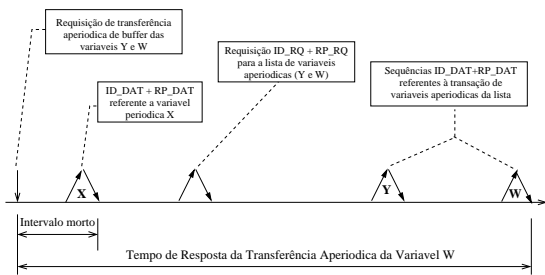 Requisição de transferência
aperiodica de buffer das
variaveis Y e W
ID_DAT + RP_DAT
referente a variavel
periodica X
Requisição ID_RQ + RP_RQ
para a lista de variaveis
aperiodicas (Y e W)
Sequências ID_DAT+RP_DAT
referentes à transação de
variaveis aperiodicas da lista
X
Y
W
Intervalo morto
Tempo de Resposta da Transferência Aperiodica da Variavel W